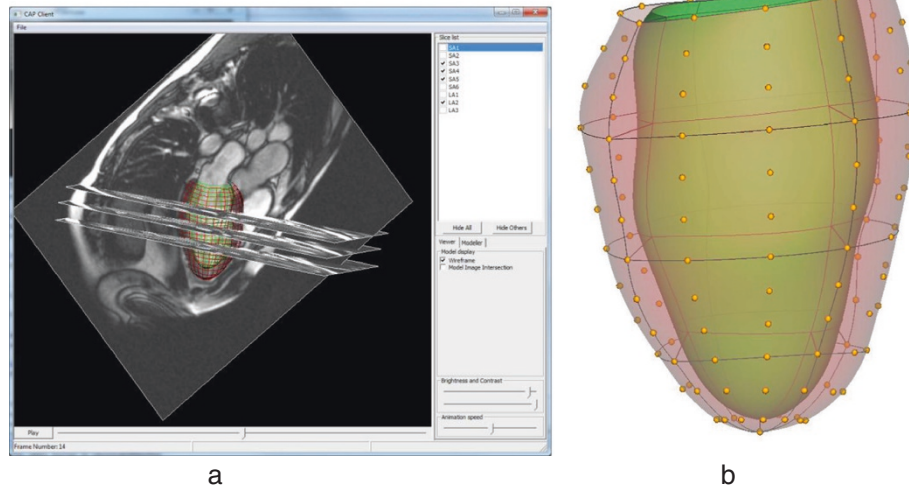 CAP Client
File
Slice list
SA1
SA2
SA3
SA4
SA5
SA6
LA1
LA2
LA3
Hide All Hide Others
Viewer Modeller
Model display
Wireframe
Model Image Intersection
Brightness and Contrast
Animation speed
Play
Frame Number: 14
a b